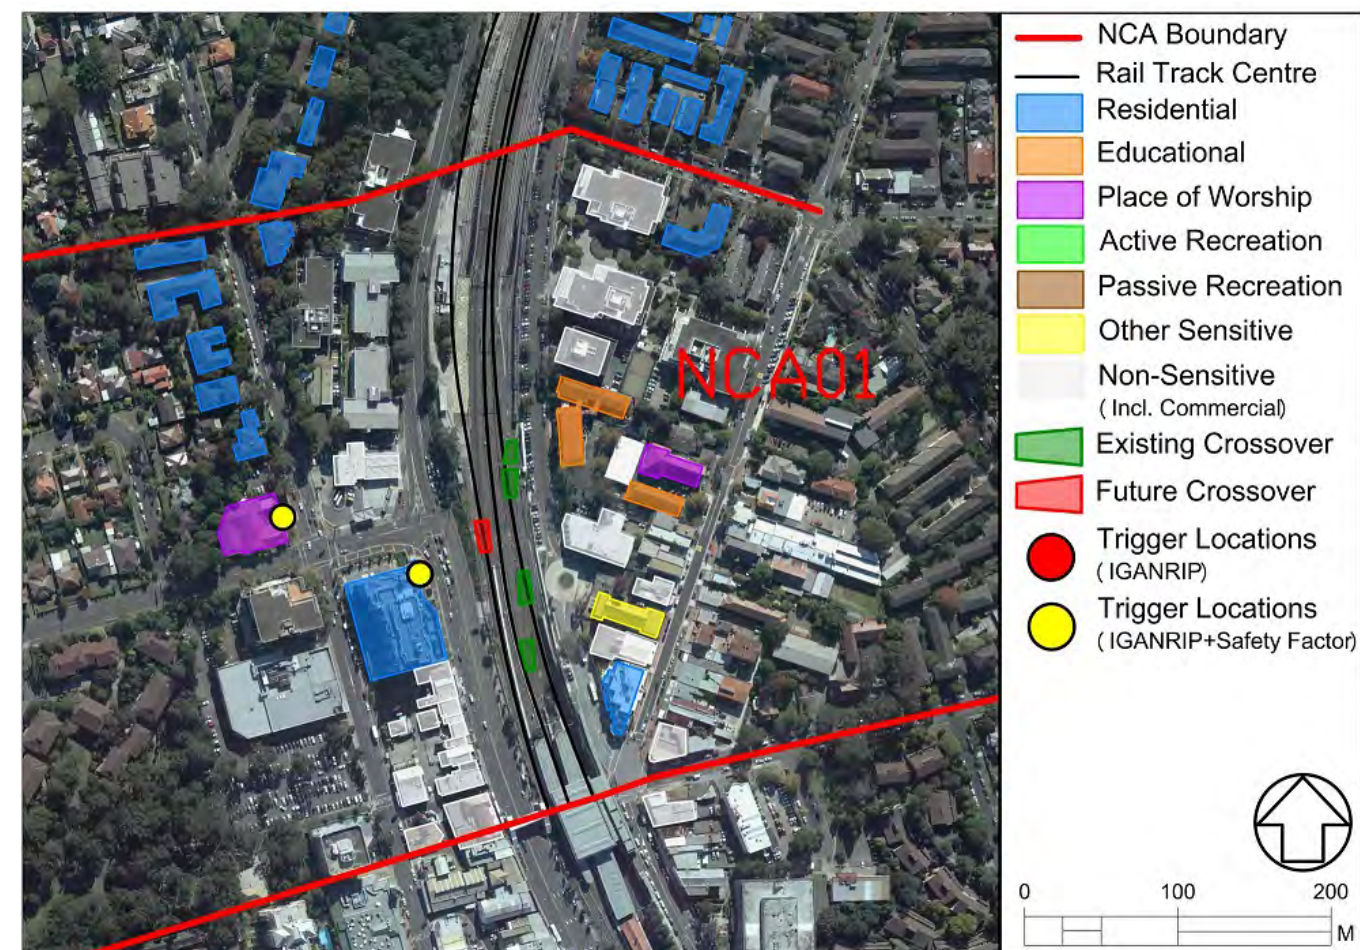 NCA Boundary
Rail Track Centre
Residential
Educational
Place of Worship
Active Recreation
Passive Recreation
Other Sensitive
Non-Sensitive
( Incl. Commercial)
Existing Crossover
Future Crossover
Trigger Locations
( IGANRIP)
Trigger Locations
( IGANRIP+Safety Factor)
NCA01
0 100 200
M